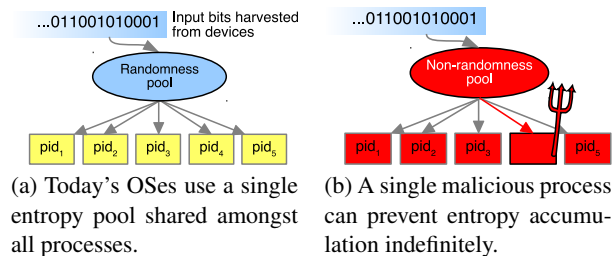 ...011001010001
Input bits harvested
from devices
Randomness
pool
pid₁
pid₂
pid₃
pid₄
pid₅
(a) Today's OSes use a single
entropy pool shared amongst
all processes.
...011001010001
Non-randomness
pool
pid₁
pid₂
pid₃
pid₅
(b) A single malicious process
can prevent entropy accumu-
lation indefinitely.